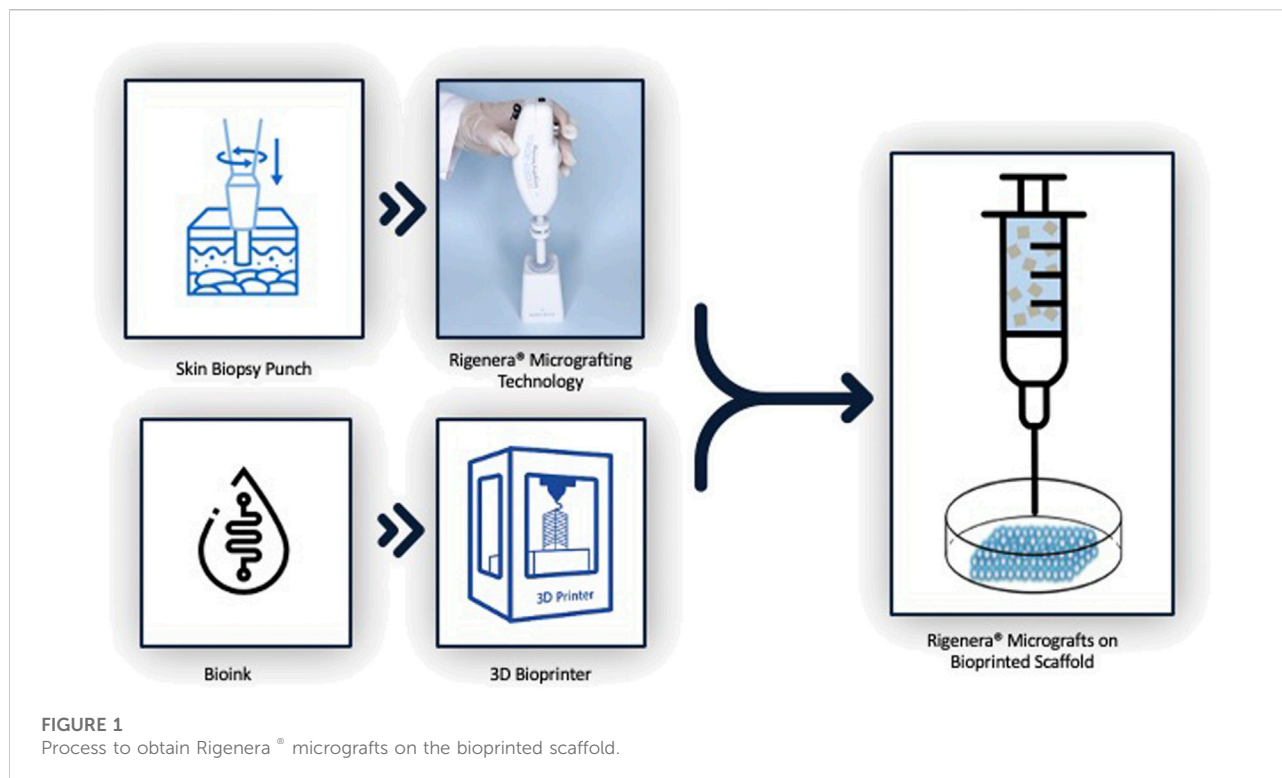 Skin Biopsy Punch
Rigenera® Micrografting
Technology
Bioink
3D Printer
3D Bioprinter
Rigenera® Micrografts on
Bioprinted Scaffold
FIGURE 1
Process to obtain Rigenera ® micrografts on the bioprinted scaffold.